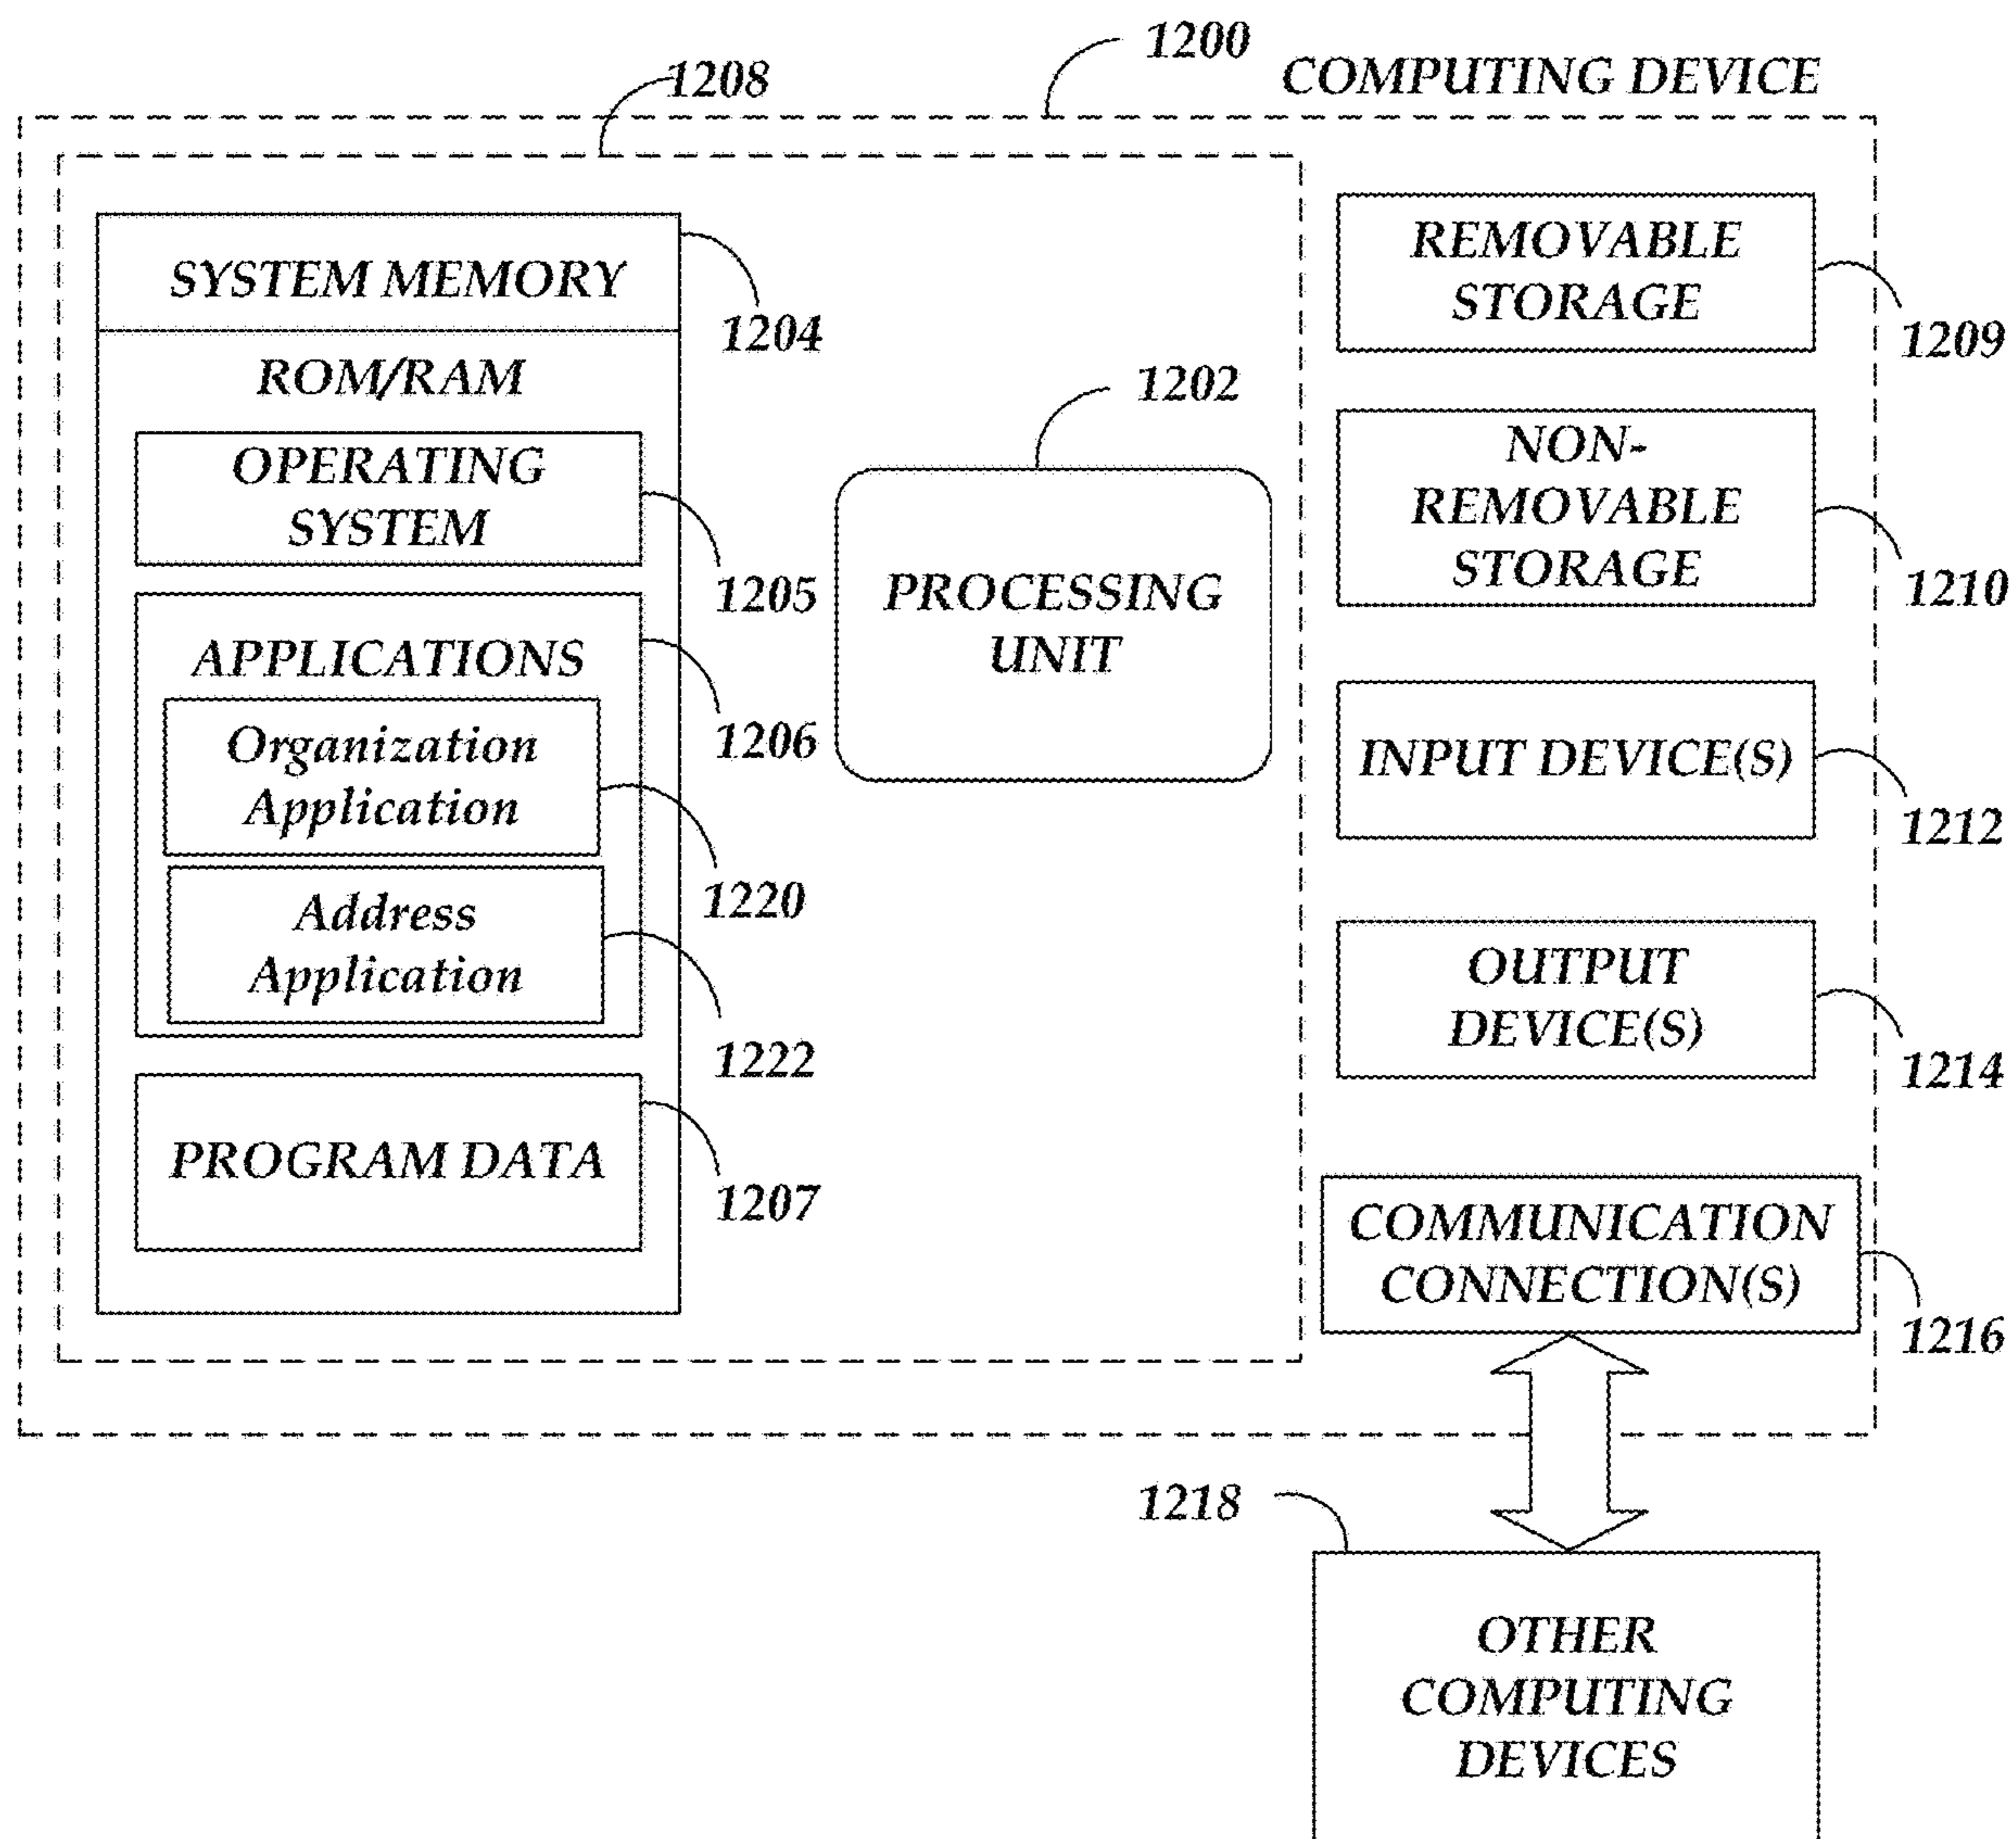 1200
COMPUTING DEVICE
1208
SYSTEM MEMORY
1204
ROM/RAM
OPERATING
SYSTEM
1205
APPLICATIONS
1206
Organization
Application
1220
Address
Application
1222
PROGRAM DATA
1207
1202
PROCESSING
UNIT
REMOVABLE
STORAGE
1209
NON-
REMOVABLE
STORAGE
1210
INPUT DEVICE(S)
1212
OUTPUT
DEVICE(S)
1214
COMMUNICATION
CONNECTION(S)
1216
1218
OTHER
COMPUTING
DEVICES